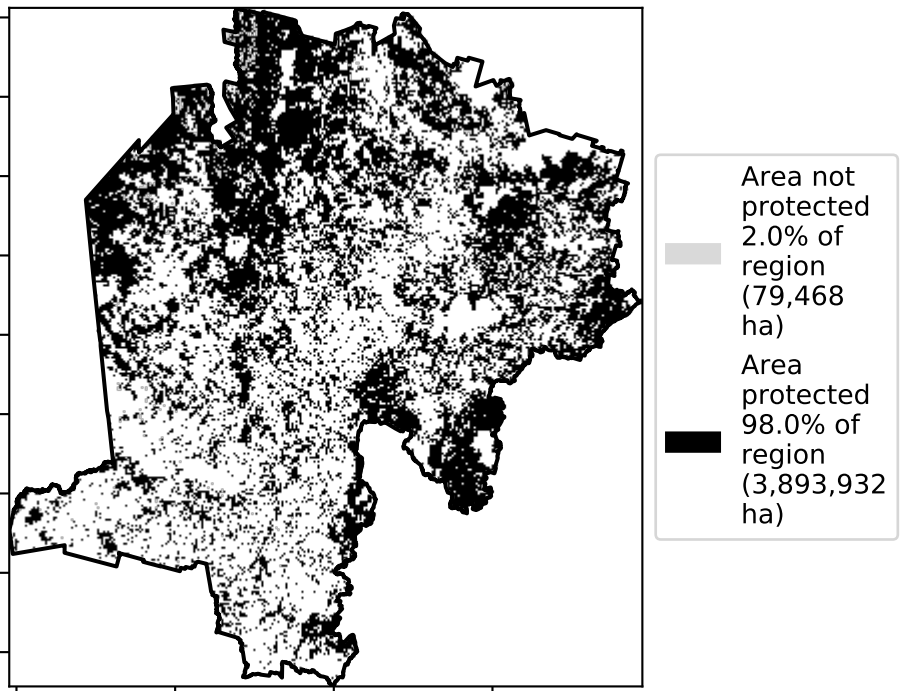 Area not
protected
2.0% of
region
(79,468
ha)
Area
protected
98.0% of
region
(3,893,932
ha)